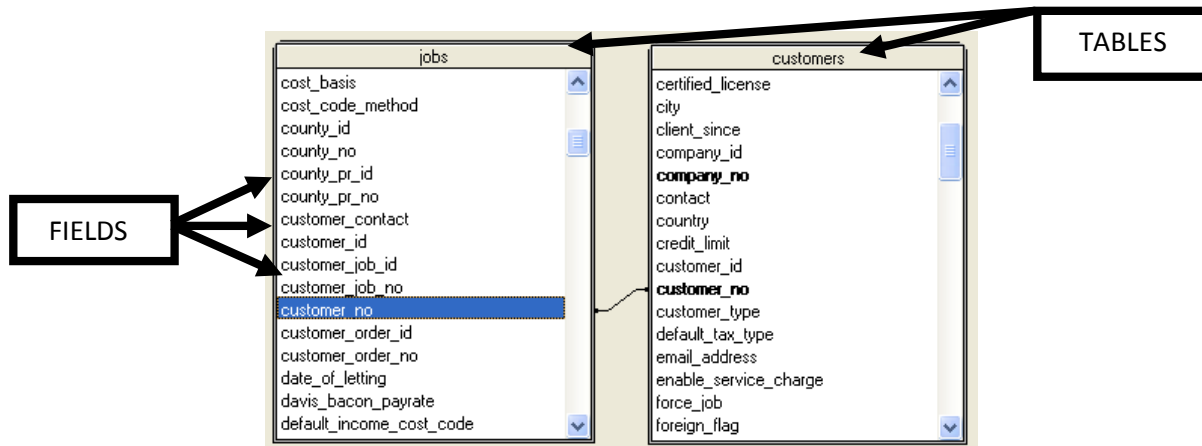 TABLES
jobs
cost_basis
cost_code_method
county_id
county_no
county_pr_id
county_pr_no
customer_contact
customer_id
customer_job_id
customer_job_no
customer_no
customer_order_id
customer_order_no
date_of_letting
davis_bacon_payrate
default_income_cost_code
customers
certified_license
city
client_since
company_id
company_no
contact
country
credit_limit
customer_id
customer_no
customer_type
default_tax_type
email_address
enable_service_charge
force_job
foreign_flag
FIELDS